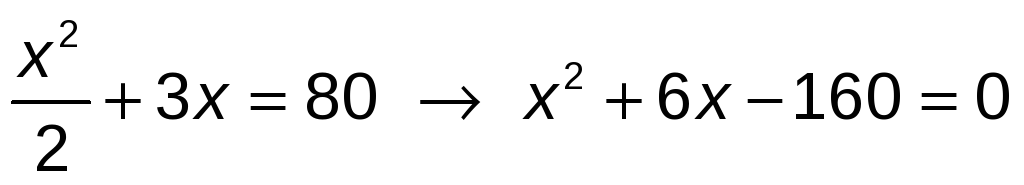 x²/2 + 3x = 80 → x² + 6x − 160 = 0